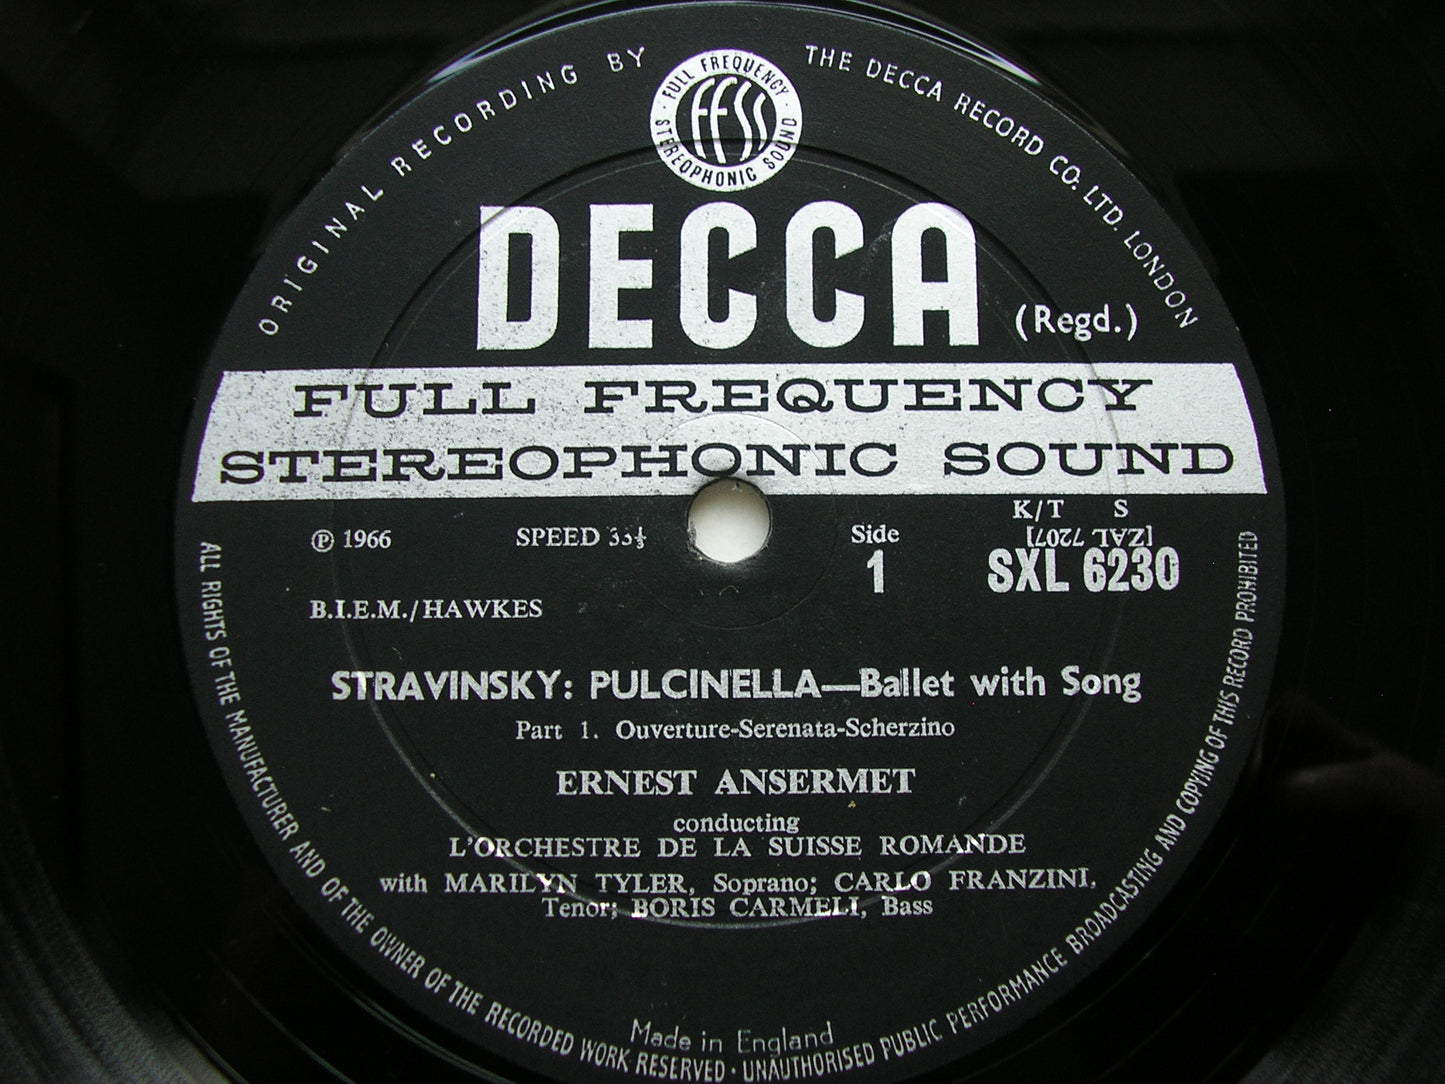 ORIGINAL RECORDING BY
THE DECCA RECORD CO. LTD. LONDON
· FULL FREQUENCY ·
STEREOPHONIC SOUND
FFSS
DECCA
(Regd.)
FULL FREQUENCY
STEREOPHONIC SOUND
K/T S
℗ 1966 SPEED 33⅓ Side
[ZAL 7207]
1 SXL 6230
B.I.E.M./HAWKES
STRAVINSKY: PULCINELLA—Ballet with Song
Part 1. Ouverture-Serenata-Scherzino
ERNEST ANSERMET
conducting
L'ORCHESTRE DE LA SUISSE ROMANDE
with MARILYN TYLER, Soprano; CARLO FRANZINI,
Tenor; BORIS CARMELI, Bass
Made in England
ALL RIGHTS OF THE MANUFACTURER AND OF THE OWNER OF THE RECORDED WORK RESERVED · UNAUTHORISED PUBLIC PERFORMANCE BROADCASTING AND COPYING OF THIS RECORD PROHIBITED